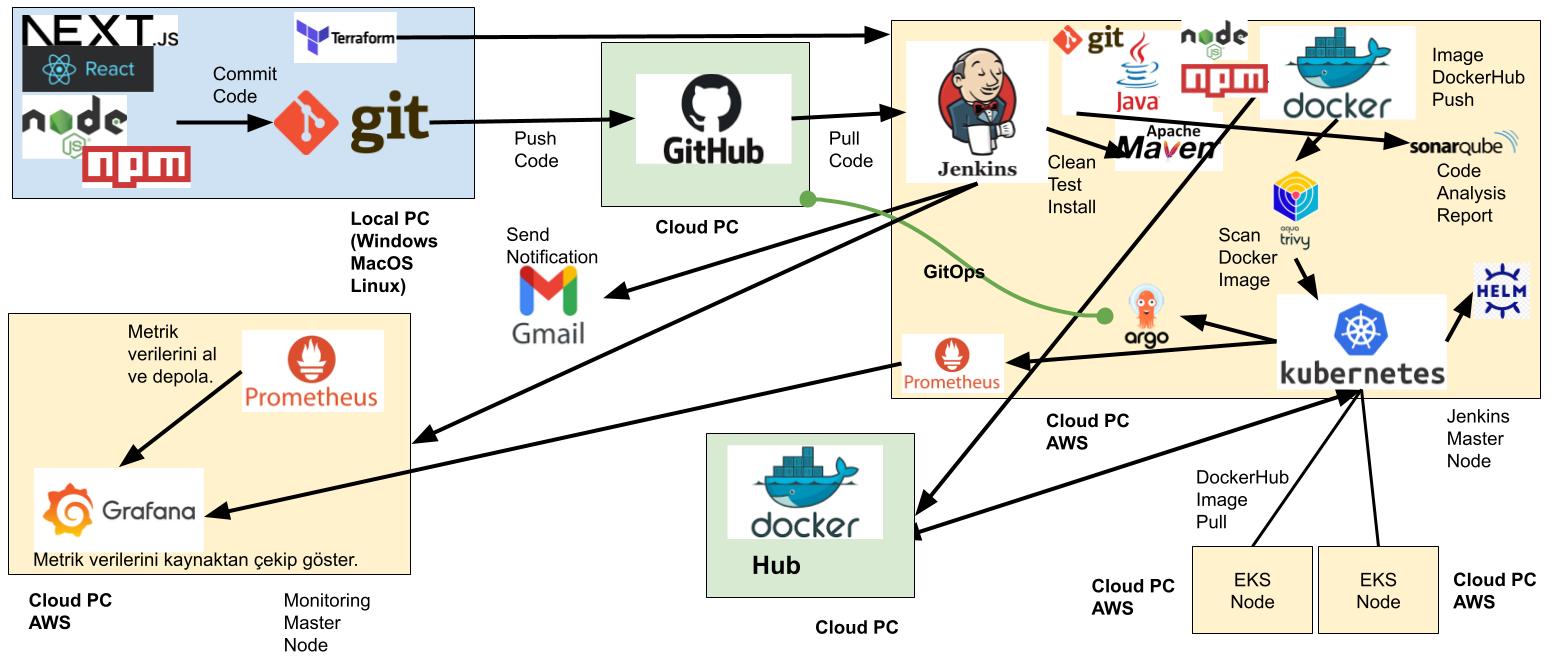 NEXT.JS
React
node
JS
npm
Terraform
Commit
Code
git
Local PC
(Windows
MacOS
Linux)
Push
Code
GitHub
Cloud PC
Pull
Code
Jenkins
git
Java
node
JS
npm
docker
Image
DockerHub
Push
Apache
Maven
Clean
Test
Install
sonarqube
Code
Analysis
Report
aqua
trivy
Scan
Docker
Image
GitOps
argo
Prometheus
kubernetes
HELM
Cloud PC
AWS
Jenkins
Master
Node
Send
Notification
Gmail
Metrik
verilerini al
ve depola.
Prometheus
Grafana
Metrik verilerini kaynaktan çekip göster.
Cloud PC
AWS
Monitoring
Master
Node
docker
Hub
Cloud PC
DockerHub
Image
Pull
Cloud PC
AWS
EKS
Node
EKS
Node
Cloud PC
AWS